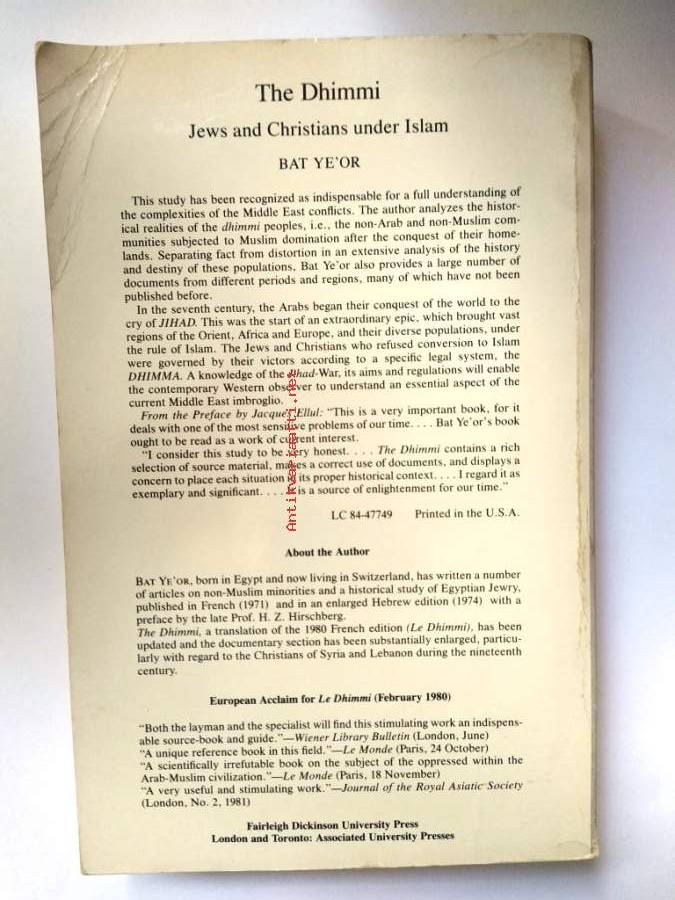 The Dhimmi
Jews and Christians under Islam
BAT YE'OR
This study has been recognized as indispensable for a full understanding of
the complexities of the Middle East conflicts. The author analyzes the histor-
ical realities of the dhimmi peoples, i.e., the non-Arab and non-Muslim com-
munities subjected to Muslim domination after the conquest of their home-
lands. Separating fact from distortion in an extensive analysis of the history
and destiny of these populations, Bat Ye'or also provides a large number of
documents from different periods and regions, many of which have not been
published before.
In the seventh century, the Arabs began their conquest of the world to the
cry of JIHAD. This was the start of an extraordinary epic, which brought vast
regions of the Orient, Africa and Europe, and their diverse populations, under
the rule of Islam. The Jews and Christians who refused conversion to Islam
were governed by their victors according to a specific legal system, the
DHIMMA. A knowledge of the Jihad-War, its aims and regulations will enable
the contemporary Western observer to understand an essential aspect of the
current Middle East imbroglio.
From the Preface by Jacques Ellul: "This is a very important book, for it
deals with one of the most sensitive problems of our time. . . . Bat Ye'or's book
ought to be read as a work of current interest.
"I consider this study to be very honest. . . . The Dhimmi contains a rich
selection of source material, makes a correct use of documents, and displays a
concern to place each situation in its proper historical context. . . . I regard it as
exemplary and significant. . . . It is a source of enlightenment for our time."
LC 84-47749 Printed in the U.S.A.
About the Author
BAT YE'OR, born in Egypt and now living in Switzerland, has written a number
of articles on non-Muslim minorities and a historical study of Egyptian Jewry,
published in French (1971) and in an enlarged Hebrew edition (1974) with a
preface by the late Prof. H. Z. Hirschberg.
The Dhimmi, a translation of the 1980 French edition (Le Dhimmi), has been
updated and the documentary section has been substantially enlarged, particu-
larly with regard to the Christians of Syria and Lebanon during the nineteenth
century.
European Acclaim for Le Dhimmi (February 1980)
"Both the layman and the specialist will find this stimulating work an indispens-
able source-book and guide."—Wiener Library Bulletin (London, June)
"A unique reference book in this field."—Le Monde (Paris, 24 October)
"A scientifically irrefutable book on the subject of the oppressed within the
Arab-Muslim civilization."—Le Monde (Paris, 18 November)
"A very useful and stimulating work."—Journal of the Royal Asiatic Society
(London, No. 2, 1981)
Fairleigh Dickinson University Press
London and Toronto: Associated University Presses
Antikvariaatti.net